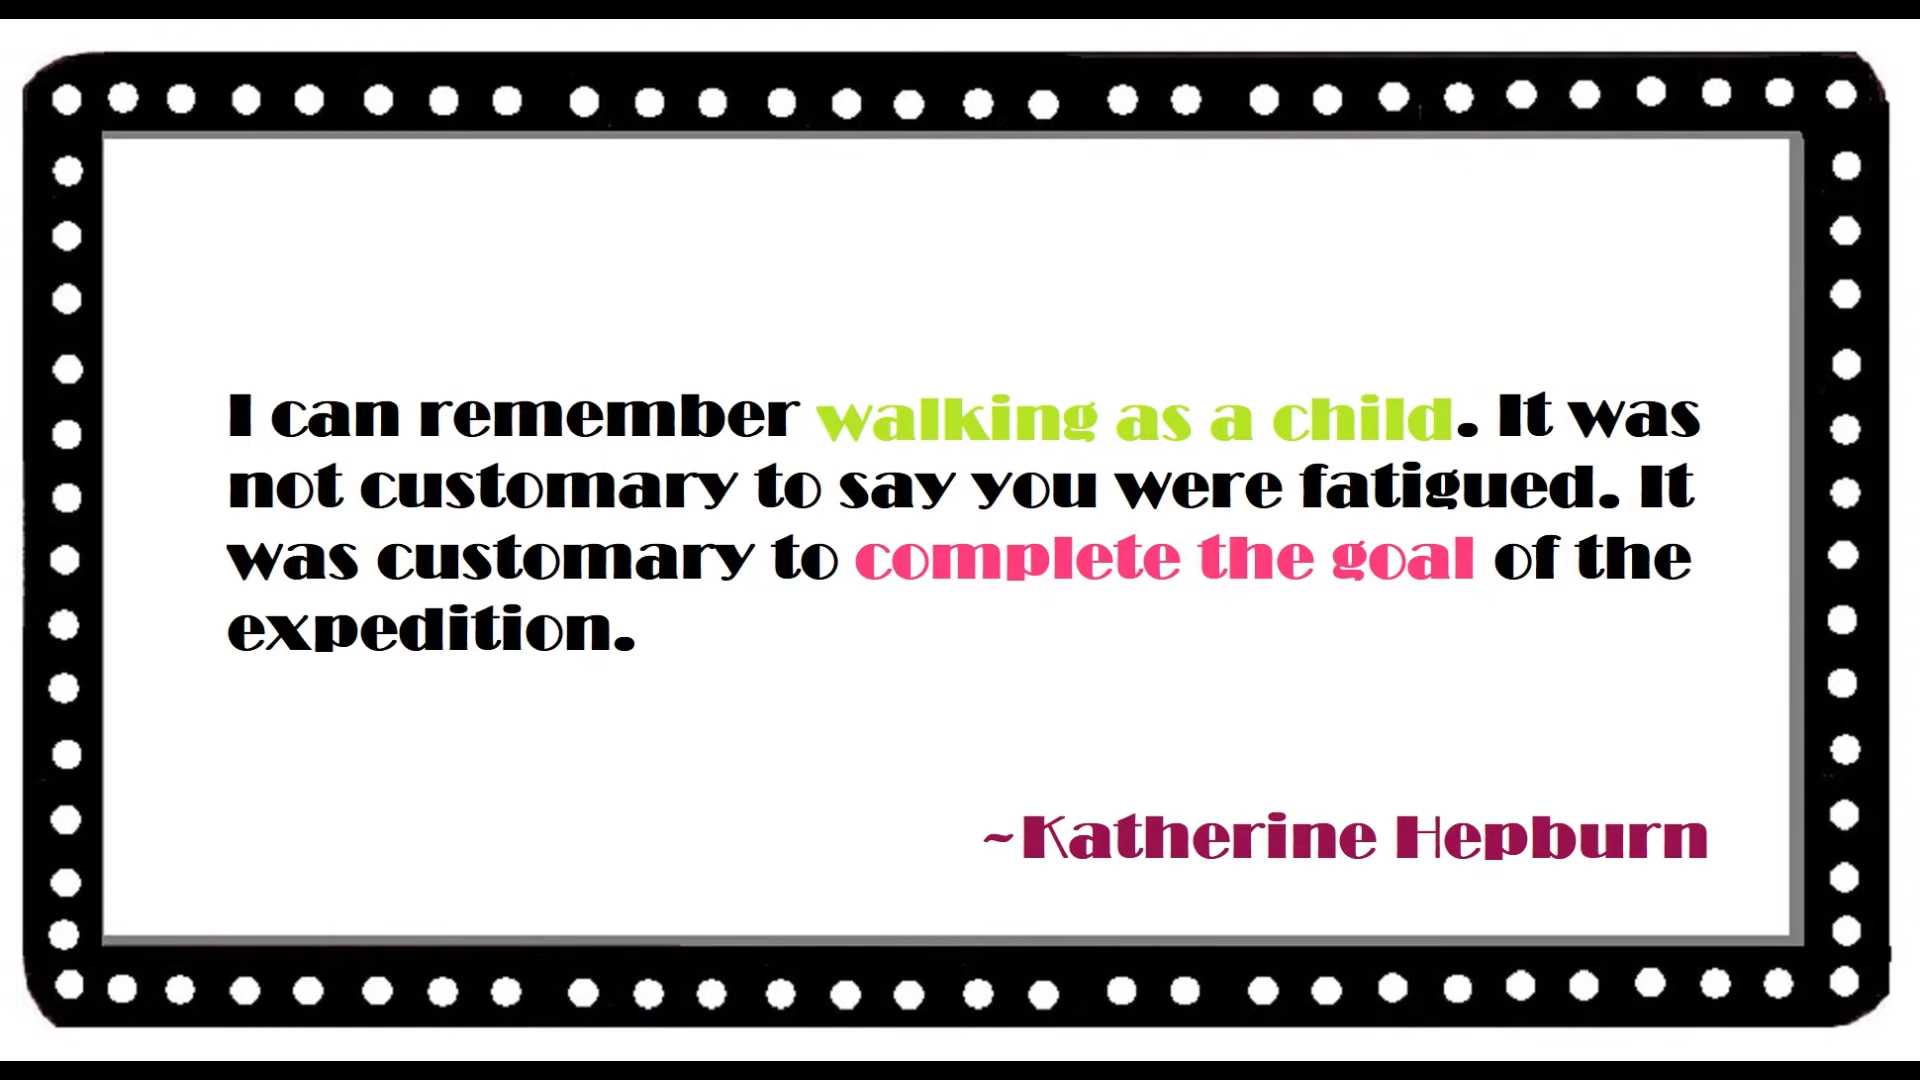 I can remember walking as a child. It was
not customary to say you were fatigued. It
was customary to complete the goal of the
expedition.
~Katherine Hepburn